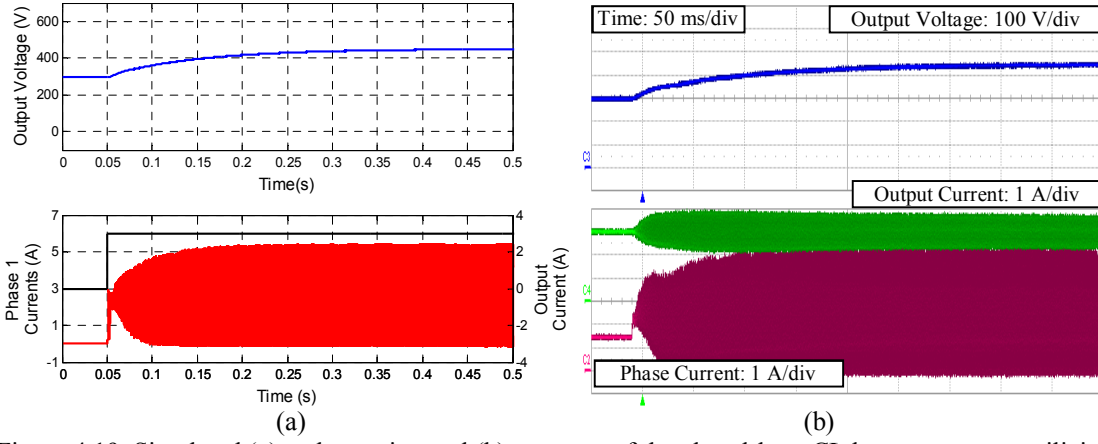 600
400
200
0
Output Voltage (V)
0 0.05 0.1 0.15 0.2 0.25 0.3 0.35 0.4 0.45 0.5
Time(s)
7
5
3
1
-1
Phase 1
Currents (A)
4
2
0
-2
-4
Output
Current (A)
0 0.05 0.1 0.15 0.2 0.25 0.3 0.35 0.4 0.45 0.5
Time (s)
(a)
Time: 50 ms/div
Output Voltage: 100 V/div
C3
Output Current: 1 A/div
C4
C2
Phase Current: 1 A/div
(b)